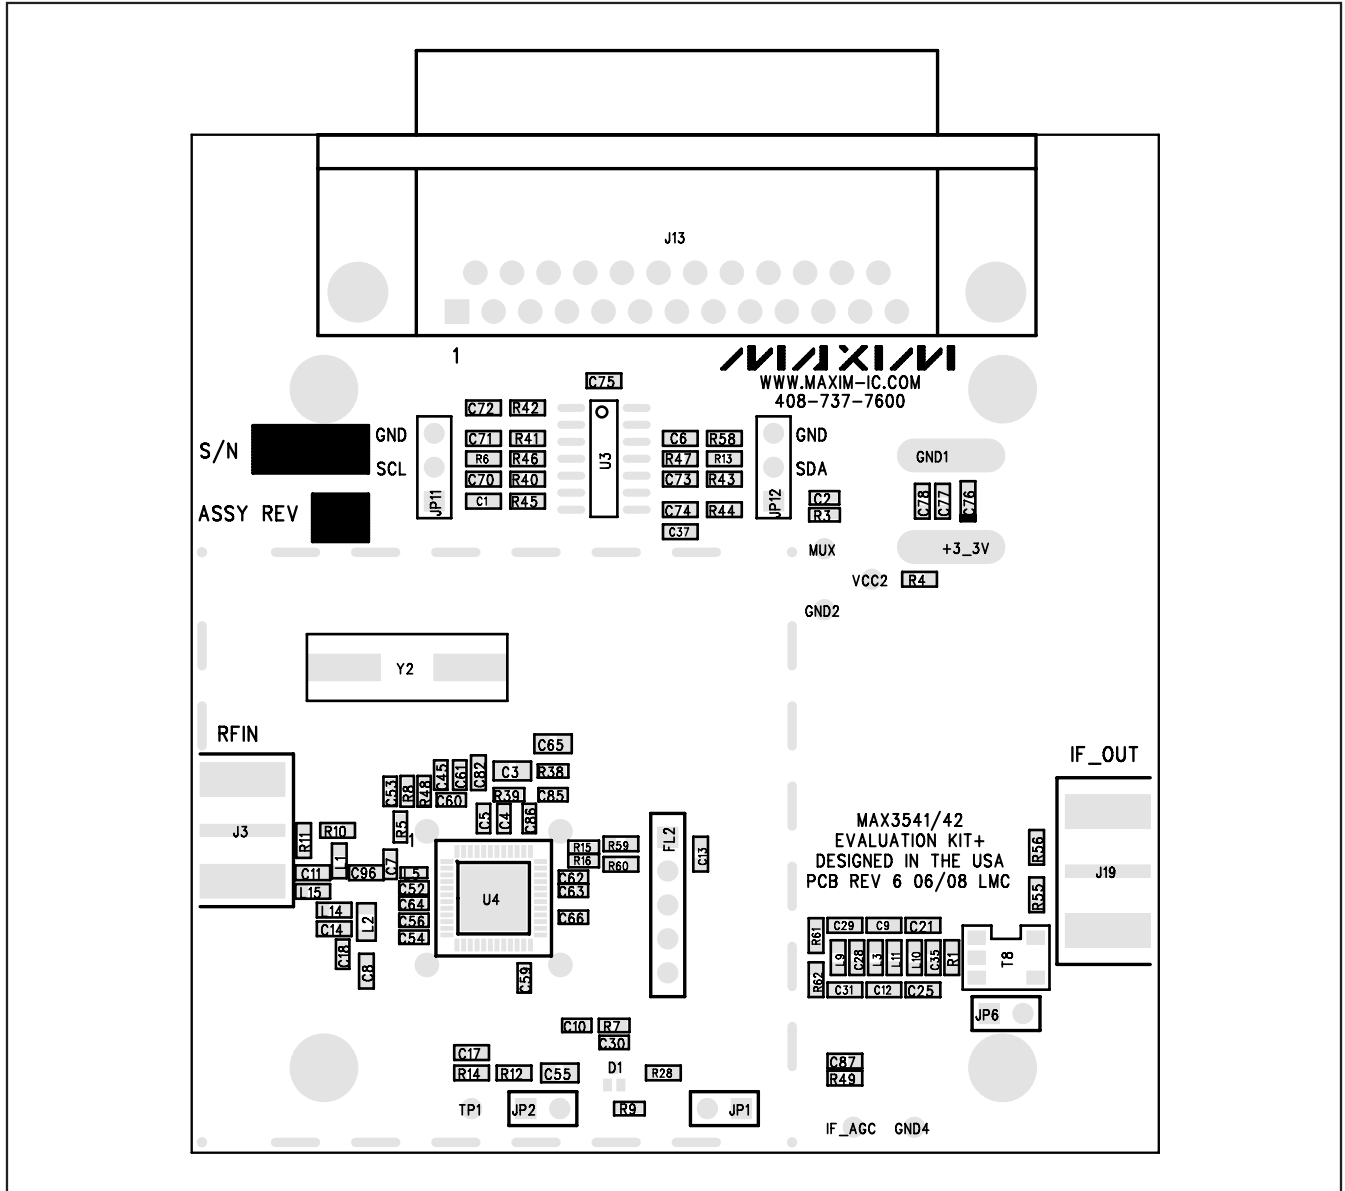 J13
1
MAXIM
WWW.MAXIM-IC.COM
408-737-7600
C75
C72 R42
GND
C71 R41
C6 R58
GND
S/N
SCL
R6 R46
U3
R47 R13
SDA
GND1
C70 R40
C73 R43
C1 R45
JP11
JP12
C2
C78 C77 C76
ASSY REV
C74 R44
R3
C37
MUX
+3_3V
VCC2 R4
GND2
Y2
RFIN
C65
IF_OUT
C53 R8 R48 C45 C61 C82 C3 R38
C60 R39 C85
C5 C4 C86
J3
R11 R10 R5
1
L1
C11 C96 C7 L5
L15 C52
L14 C64
L2
C14 C56
C54
C18
C8
U4
R15 R59
R16 R60
C62
C63
C66
C59
FL2
C13
MAX3541/42
EVALUATION KIT+
DESIGNED IN THE USA
PCB REV 6 06/08 LMC
R56
J19
R55
R61 C29 C9 C21
L9 C28 L3 L11 L10 C35 R1 T8
R62 C31 C12 C25
JP6
C10 R7
C30
C17
R14 R12 C55
D1
R28
C87
R49
TP1
JP2
R9
JP1
IF_AGC GND4